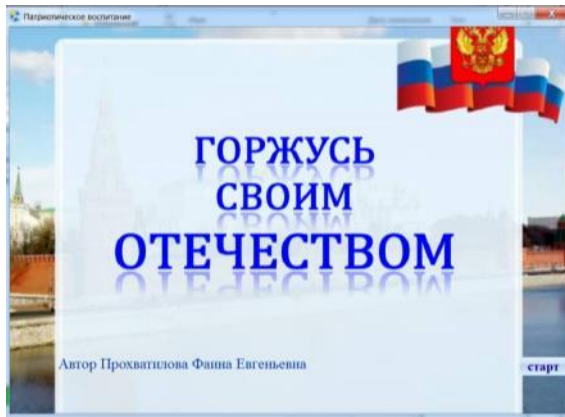 Патриотическое воспитание
ГОРЖУСЬ
СВОИМ
ОТЕЧЕСТВОМ
Автор Прохватилова Фаина Евгеньевна
старт